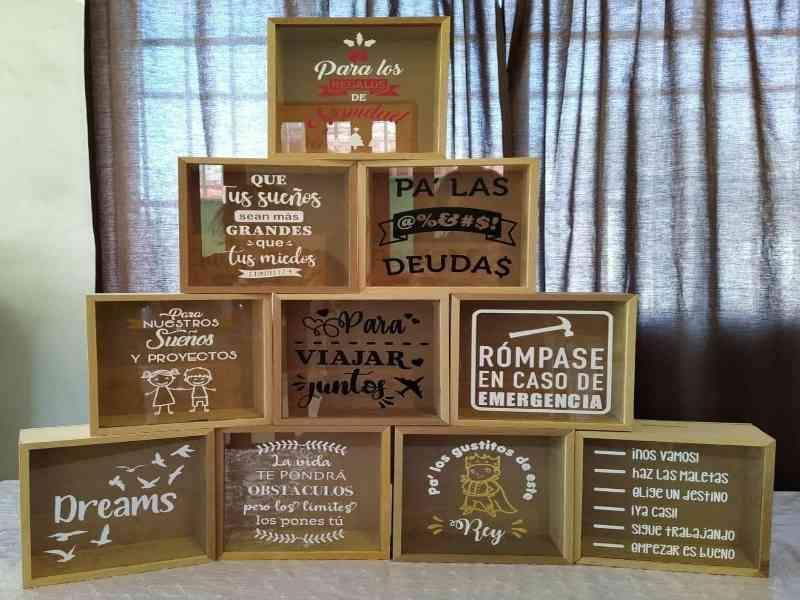 Para los
REGALOS
DE
Navidad
QUE
Tus sueños
sean más
GRANDES
que
tus miedos
PA' LAS
@%&#$!
DEUDA$
Para
NUESTROS
Sueños
Y PROYECTOS
Para
VIAJAR
juntos
RÓMPASE
EN CASO DE
EMERGENCIA
Dreams
La vida
TE PONDRÁ
OBSTÁCULOS
pero los límites
los pones tú
Pa' los gustitos de este
Rey
¡NOS VAMOS!
HAZ LAS MALETAS
ELIGE UN DESTINO
¡YA CASI!
SIGUE TRABAJANDO
EMPEZAR ES BUENO